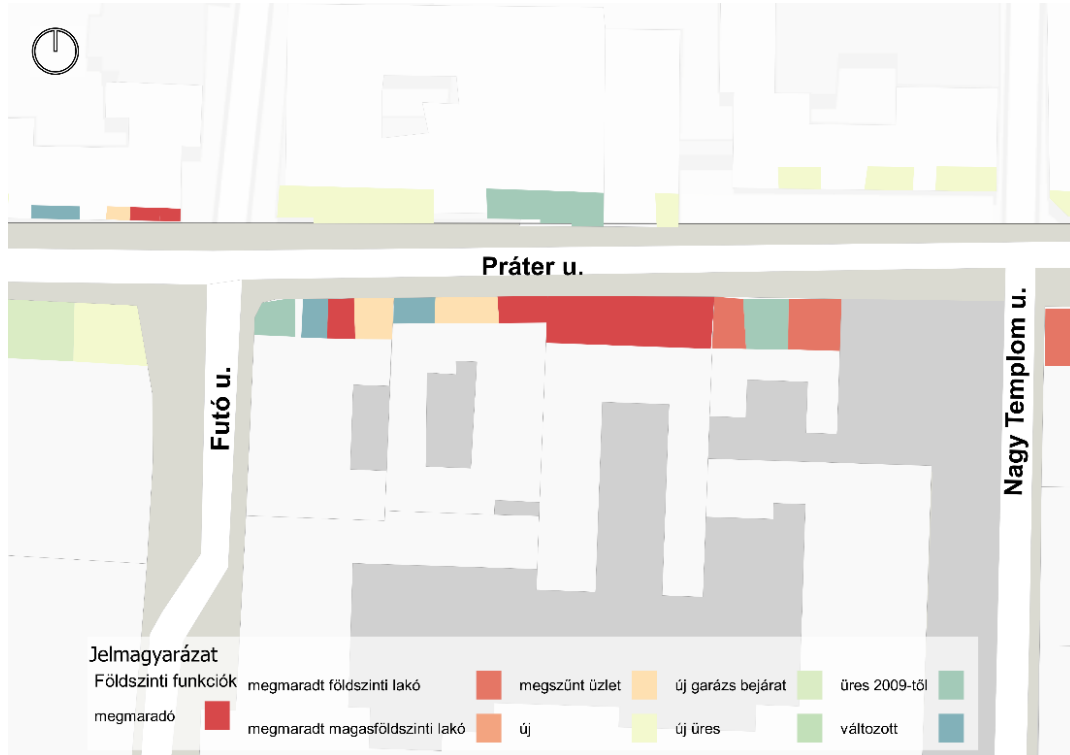 Práter u.
Futó u.
Nagy Templom u.
Jelmagyarázat
Földszinti funkciók
megmaradó
megmaradt földszinti lakó
megmaradt magasföldszinti lakó
megszűnt üzlet
új
új garázs bejárat
új üres
üres 2009-től
változott